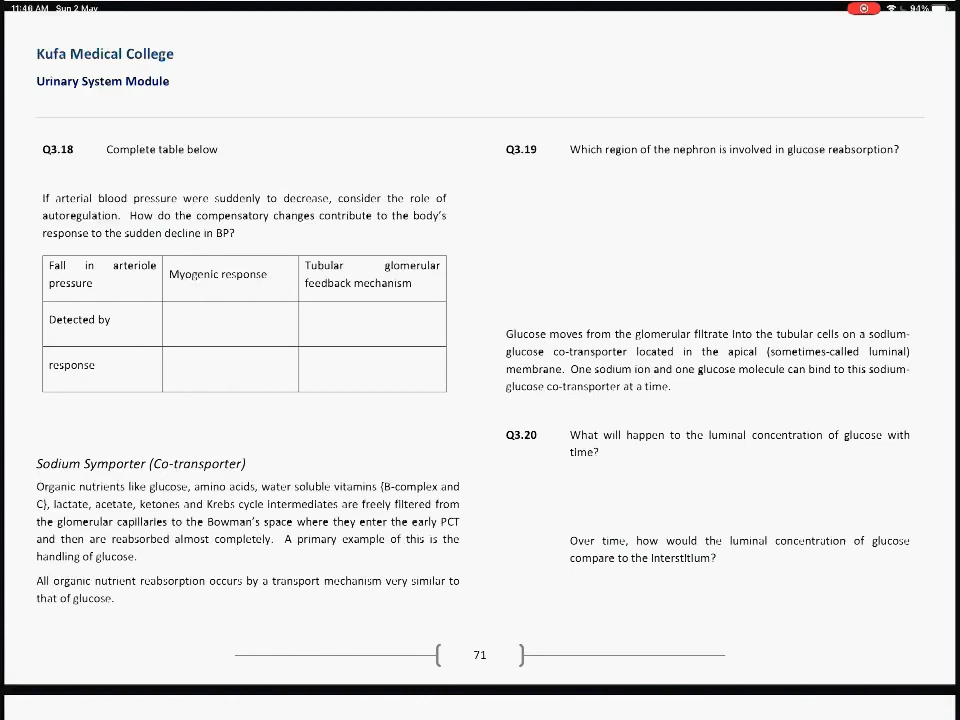 11:46 AM Sun 2 May
94%
Kufa Medical College
Urinary System Module
Q3.18 Complete table below
If arterial blood pressure were suddenly to decrease, consider the role of
autoregulation. How do the compensatory changes contribute to the body's
response to the sudden decline in BP?
Fall in arteriole
pressure
Myogenic response
Tubular glomerular
feedback mechanism
Detected by
response
Sodium Symporter (Co-transporter)
Organic nutrients like glucose, amino acids, water soluble vitamins {B-complex and
C}, lactate, acetate, ketones and Krebs cycle intermediates are freely filtered from
the glomerular capillaries to the Bowman's space where they enter the early PCT
and then are reabsorbed almost completely. A primary example of this is the
handling of glucose.
All organic nutrient reabsorption occurs by a transport mechanism very similar to
that of glucose.
Q3.19 Which region of the nephron is involved in glucose reabsorption?
Glucose moves from the glomerular filtrate into the tubular cells on a sodium-
glucose co-transporter located in the apical (sometimes-called luminal)
membrane. One sodium ion and one glucose molecule can bind to this sodium-
glucose co-transporter at a time.
Q3.20 What will happen to the luminal concentration of glucose with
time?
Over time, how would the luminal concentration of glucose
compare to the interstitium?
71